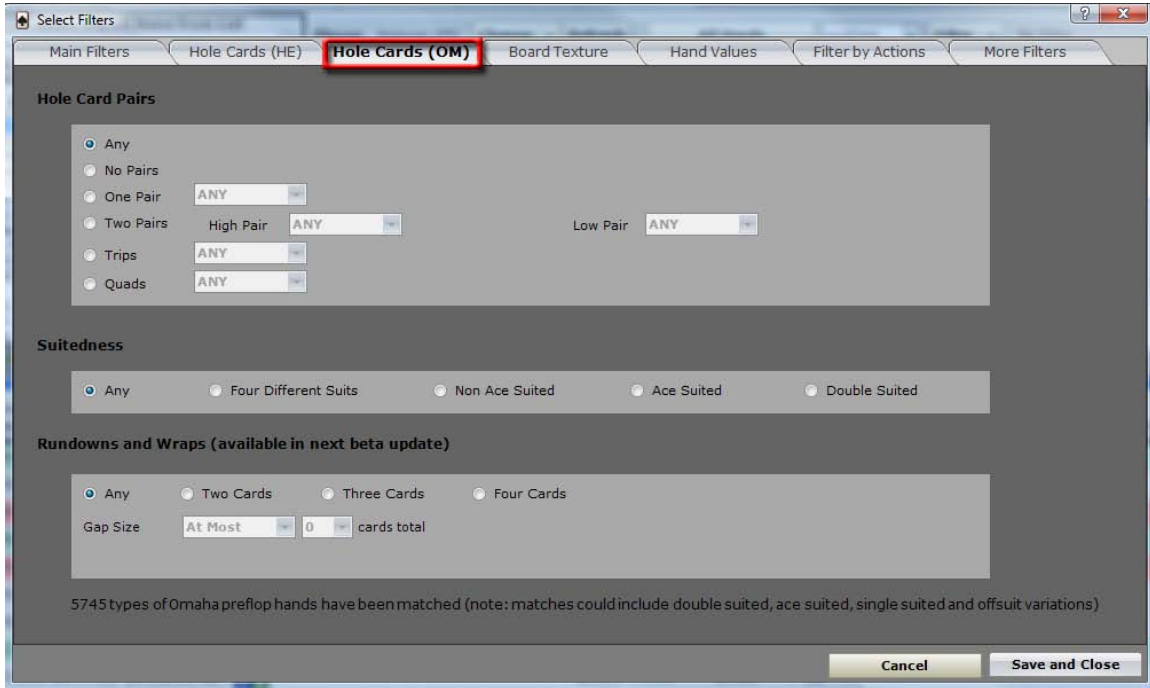 Select Filters
Main Filters Hole Cards (HE) Hole Cards (OM) Board Texture Hand Values Filter by Actions More Filters
Hole Card Pairs
Any
No Pairs
One Pair ANY
Two Pairs High Pair ANY Low Pair ANY
Trips ANY
Quads ANY
Suitedness
Any Four Different Suits Non Ace Suited Ace Suited Double Suited
Rundowns and Wraps (available in next beta update)
Any Two Cards Three Cards Four Cards
Gap Size At Most 0 cards total
5745 types of Omaha preflop hands have been matched (note: matches could include double suited, ace suited, single suited and offsuit variations)
Cancel Save and Close